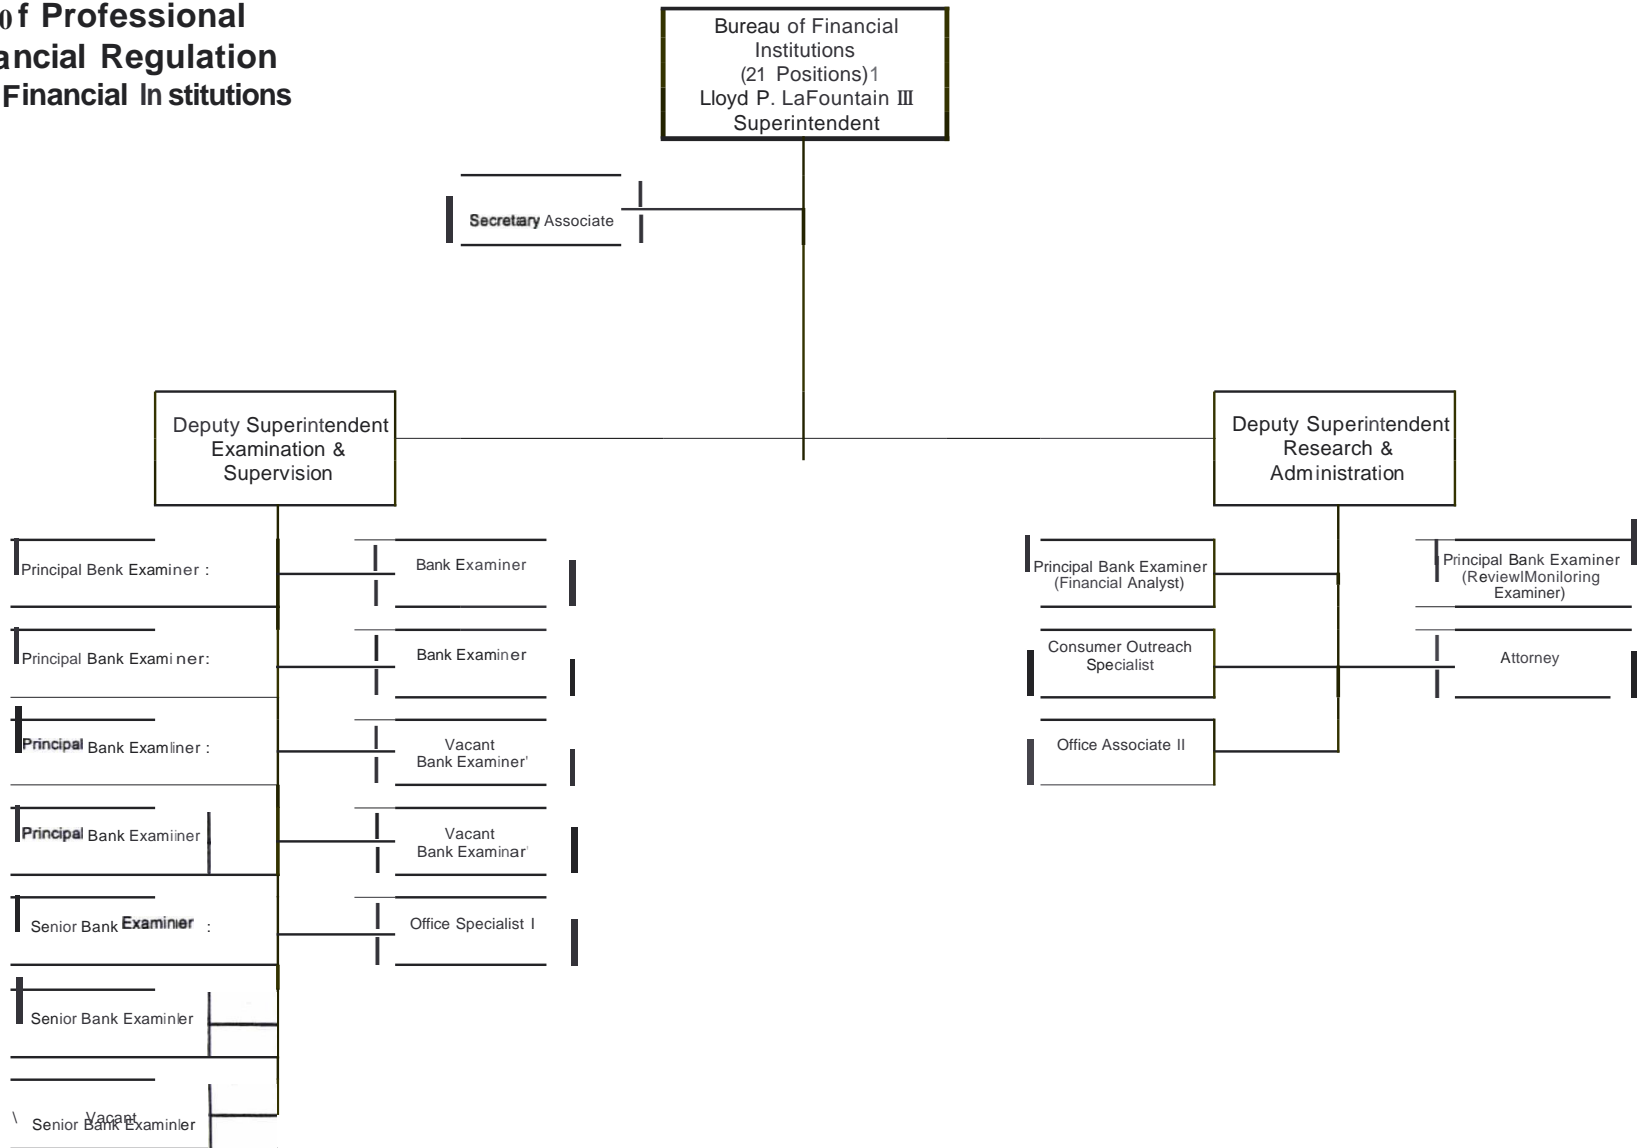 of Professional
ancial Regulation
Financial In stitutions
Bureau of Financial
Institutions
(21 Positions)1
Lloyd P. LaFountain III
Superintendent
Secretary Associate
Deputy Superintendent
Examination &
Supervision
Deputy Superintendent
Research &
Administration
Principal Benk Examiner :
Bank Examiner
Principal Bank Examiner
(Financial Analyst)
Principal Bank Examiner
(Review|Moniloring
Examiner)
Principal Bank Exami ner:
Bank Examiner
Consumer Outreach
Specialist
Attorney
Principal Bank Examliner :
Vacant
Bank Examiner'
Office Associate II
Principal Bank Examiiner
Vacant
Bank Examinar'
Senior Bank Examinier :
Office Specialist I
Senior Bank Examinler
\ Vacant
Senior Bank Examinler